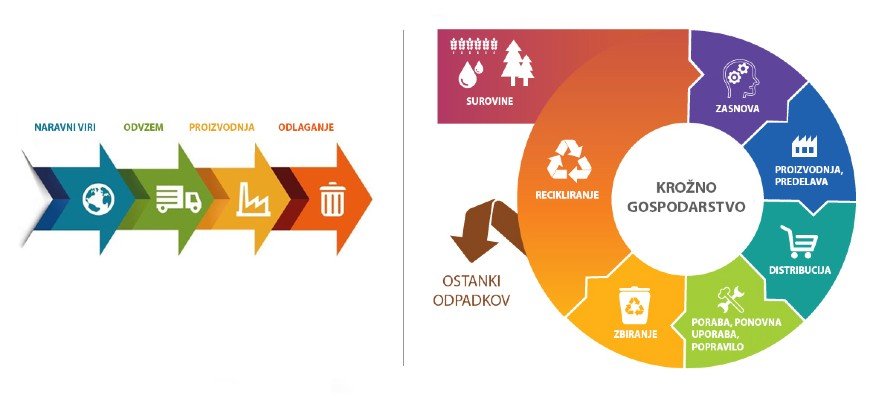 NARAVNI VIRI
ODVZEM
PROIZVODNJA
ODLAGANJE
SUROVINE
ZASNOVA
PROIZVODNJA,
PREDELAVA
DISTRIBUCIJA
PORABA, PONOVNA
UPORABA,
POPRAVILO
ZBIRANJE
RECIKLIRANJE
KROŽNO
GOSPODARSTVO
OSTANKI
ODPADKOV